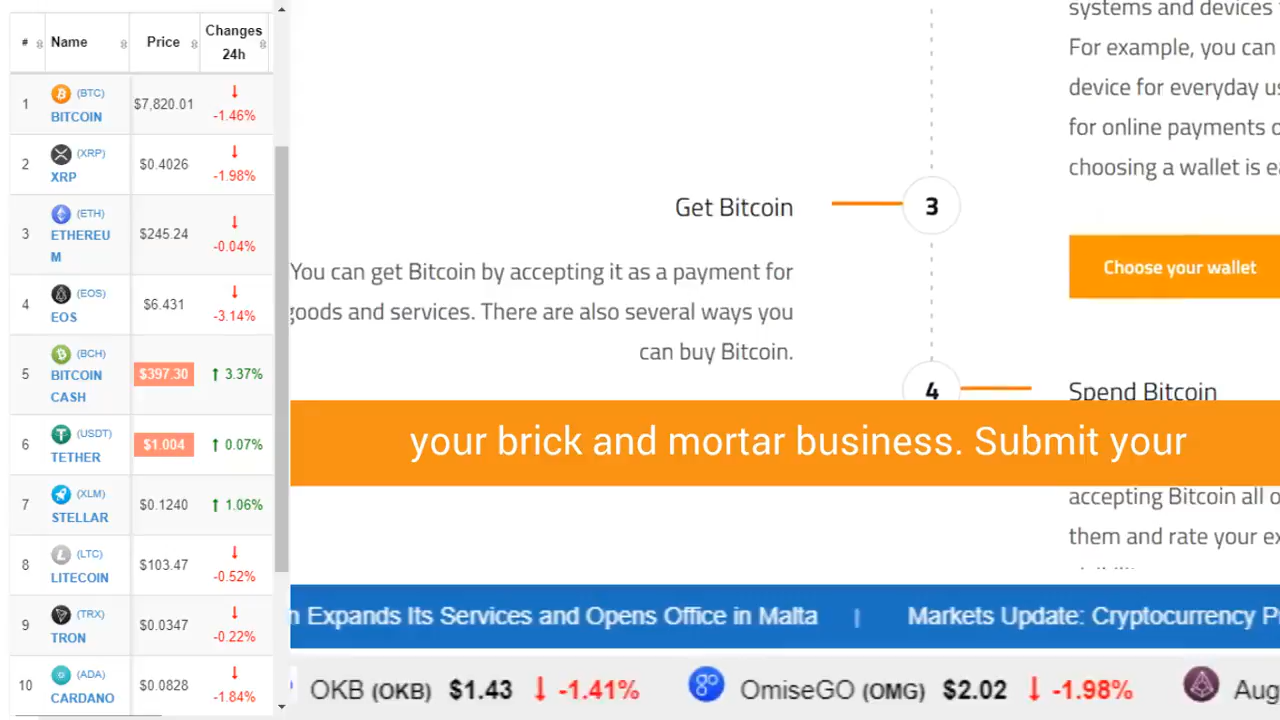 # Name Price Changes 24h
1 (BTC) BITCOIN $7,820.01 ↓ -1.46%
2 (XRP) XRP $0.4026 ↓ -1.98%
3 (ETH) ETHEREUM $245.24 ↓ -0.04%
4 (EOS) EOS $6.431 ↓ -3.14%
5 (BCH) BITCOIN CASH $397.30 ↑ 3.37%
6 (USDT) TETHER $1.004 ↑ 0.07%
7 (XLM) STELLAR $0.1240 ↑ 1.06%
8 (LTC) LITECOIN $103.47 ↓ -0.52%
9 (TRX) TRON $0.0347 ↓ -0.22%
10 (ADA) CARDANO $0.0828 ↓ -1.84%
Get Bitcoin
3
You can get Bitcoin by accepting it as a payment for
goods and services. There are also several ways you
can buy Bitcoin.
systems and devices
For example, you can
device for everyday
for online payments
choosing a wallet is
Choose your wallet
4
Spend Bitcoin
your brick and mortar business. Submit your
accepting Bitcoin all
them and rate your
Expands Its Services and Opens Office in Malta | Markets Update: Cryptocurrency
OKB (OKB) $1.43 ↓ -1.41% OmiseGO (OMG) $2.02 ↓ -1.98% Aug